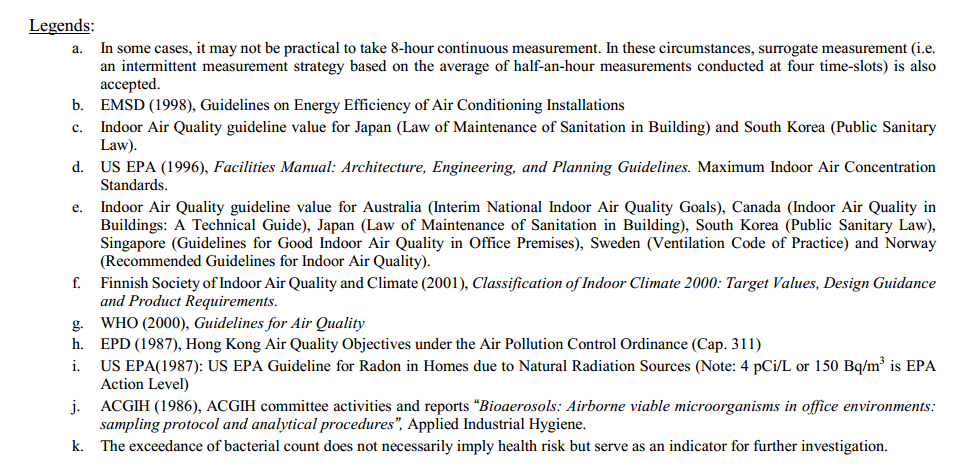 Legends:
a. In some cases, it may not be practical to take 8-hour continuous measurement. In these circumstances, surrogate measurement (i.e.
an intermittent measurement strategy based on the average of half-an-hour measurements conducted at four time-slots) is also
accepted.
b. EMSD (1998), Guidelines on Energy Efficiency of Air Conditioning Installations
c. Indoor Air Quality guideline value for Japan (Law of Maintenance of Sanitation in Building) and South Korea (Public Sanitary
Law).
d. US EPA (1996), Facilities Manual: Architecture, Engineering, and Planning Guidelines. Maximum Indoor Air Concentration
Standards.
e. Indoor Air Quality guideline value for Australia (Interim National Indoor Air Quality Goals), Canada (Indoor Air Quality in
Buildings: A Technical Guide), Japan (Law of Maintenance of Sanitation in Building), South Korea (Public Sanitary Law),
Singapore (Guidelines for Good Indoor Air Quality in Office Premises), Sweden (Ventilation Code of Practice) and Norway
(Recommended Guidelines for Indoor Air Quality).
f. Finnish Society of Indoor Air Quality and Climate (2001), Classification of Indoor Climate 2000: Target Values, Design Guidance
and Product Requirements.
g. WHO (2000), Guidelines for Air Quality
h. EPD (1987), Hong Kong Air Quality Objectives under the Air Pollution Control Ordinance (Cap. 311)
i. US EPA(1987): US EPA Guideline for Radon in Homes due to Natural Radiation Sources (Note: 4 pCi/L or 150 Bq/m³ is EPA
Action Level)
j. ACGIH (1986), ACGIH committee activities and reports “Bioaerosols: Airborne viable microorganisms in office environments:
sampling protocol and analytical procedures”, Applied Industrial Hygiene.
k. The exceedance of bacterial count does not necessarily imply health risk but serve as an indicator for further investigation.